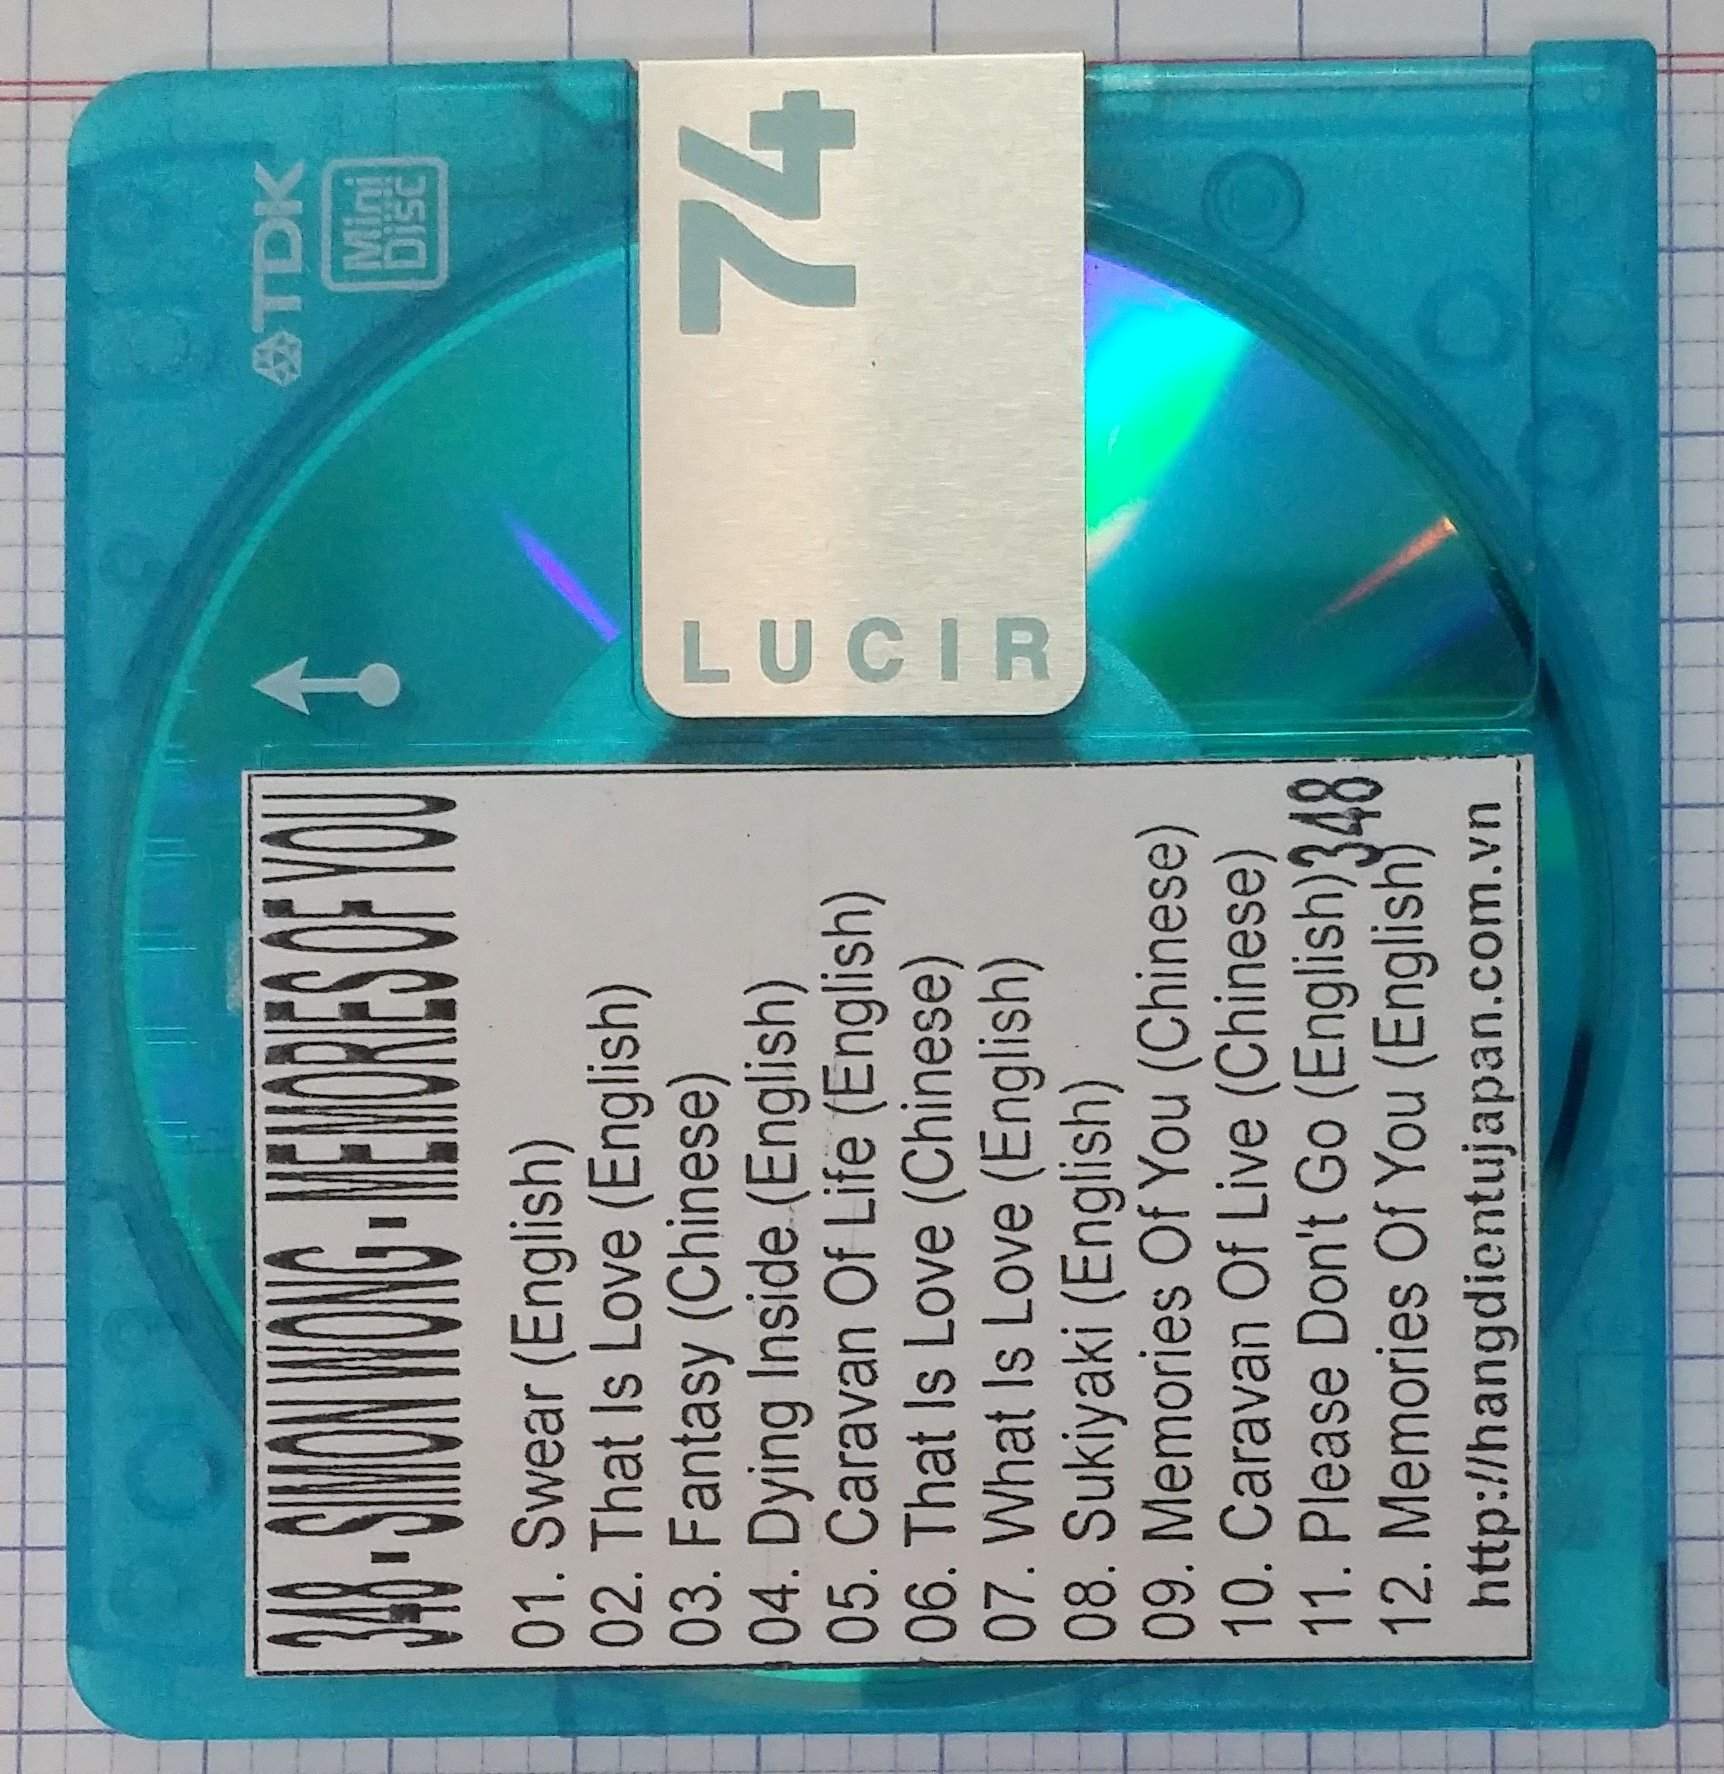 TDK
Mini
Disc
74
LUCIR
348 - SIMON WONG - MEMORIES OF YOU
01. Swear (English)
02. That Is Love (English)
03. Fantasy (Chinese)
04. Dying Inside (English)
05. Caravan Of Life (English)
06. That Is Love (Chinese)
07. What Is Love (English)
08. Sukiyaki (English)
09. Memories Of You (Chinese)
10. Caravan Of Live (Chinese)
11. Please Don't Go (English)
12. Memories Of You (English)
348
http://hangdientujapan.com.vn